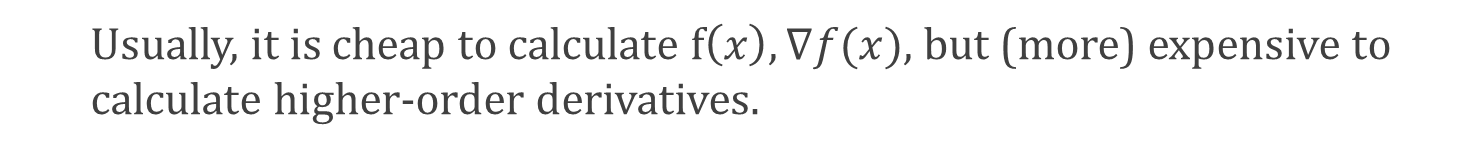 Usually, it is cheap to calculate f(𝑥), ∇𝑓(𝑥), but (more) expensive to
calculate higher-order derivatives.